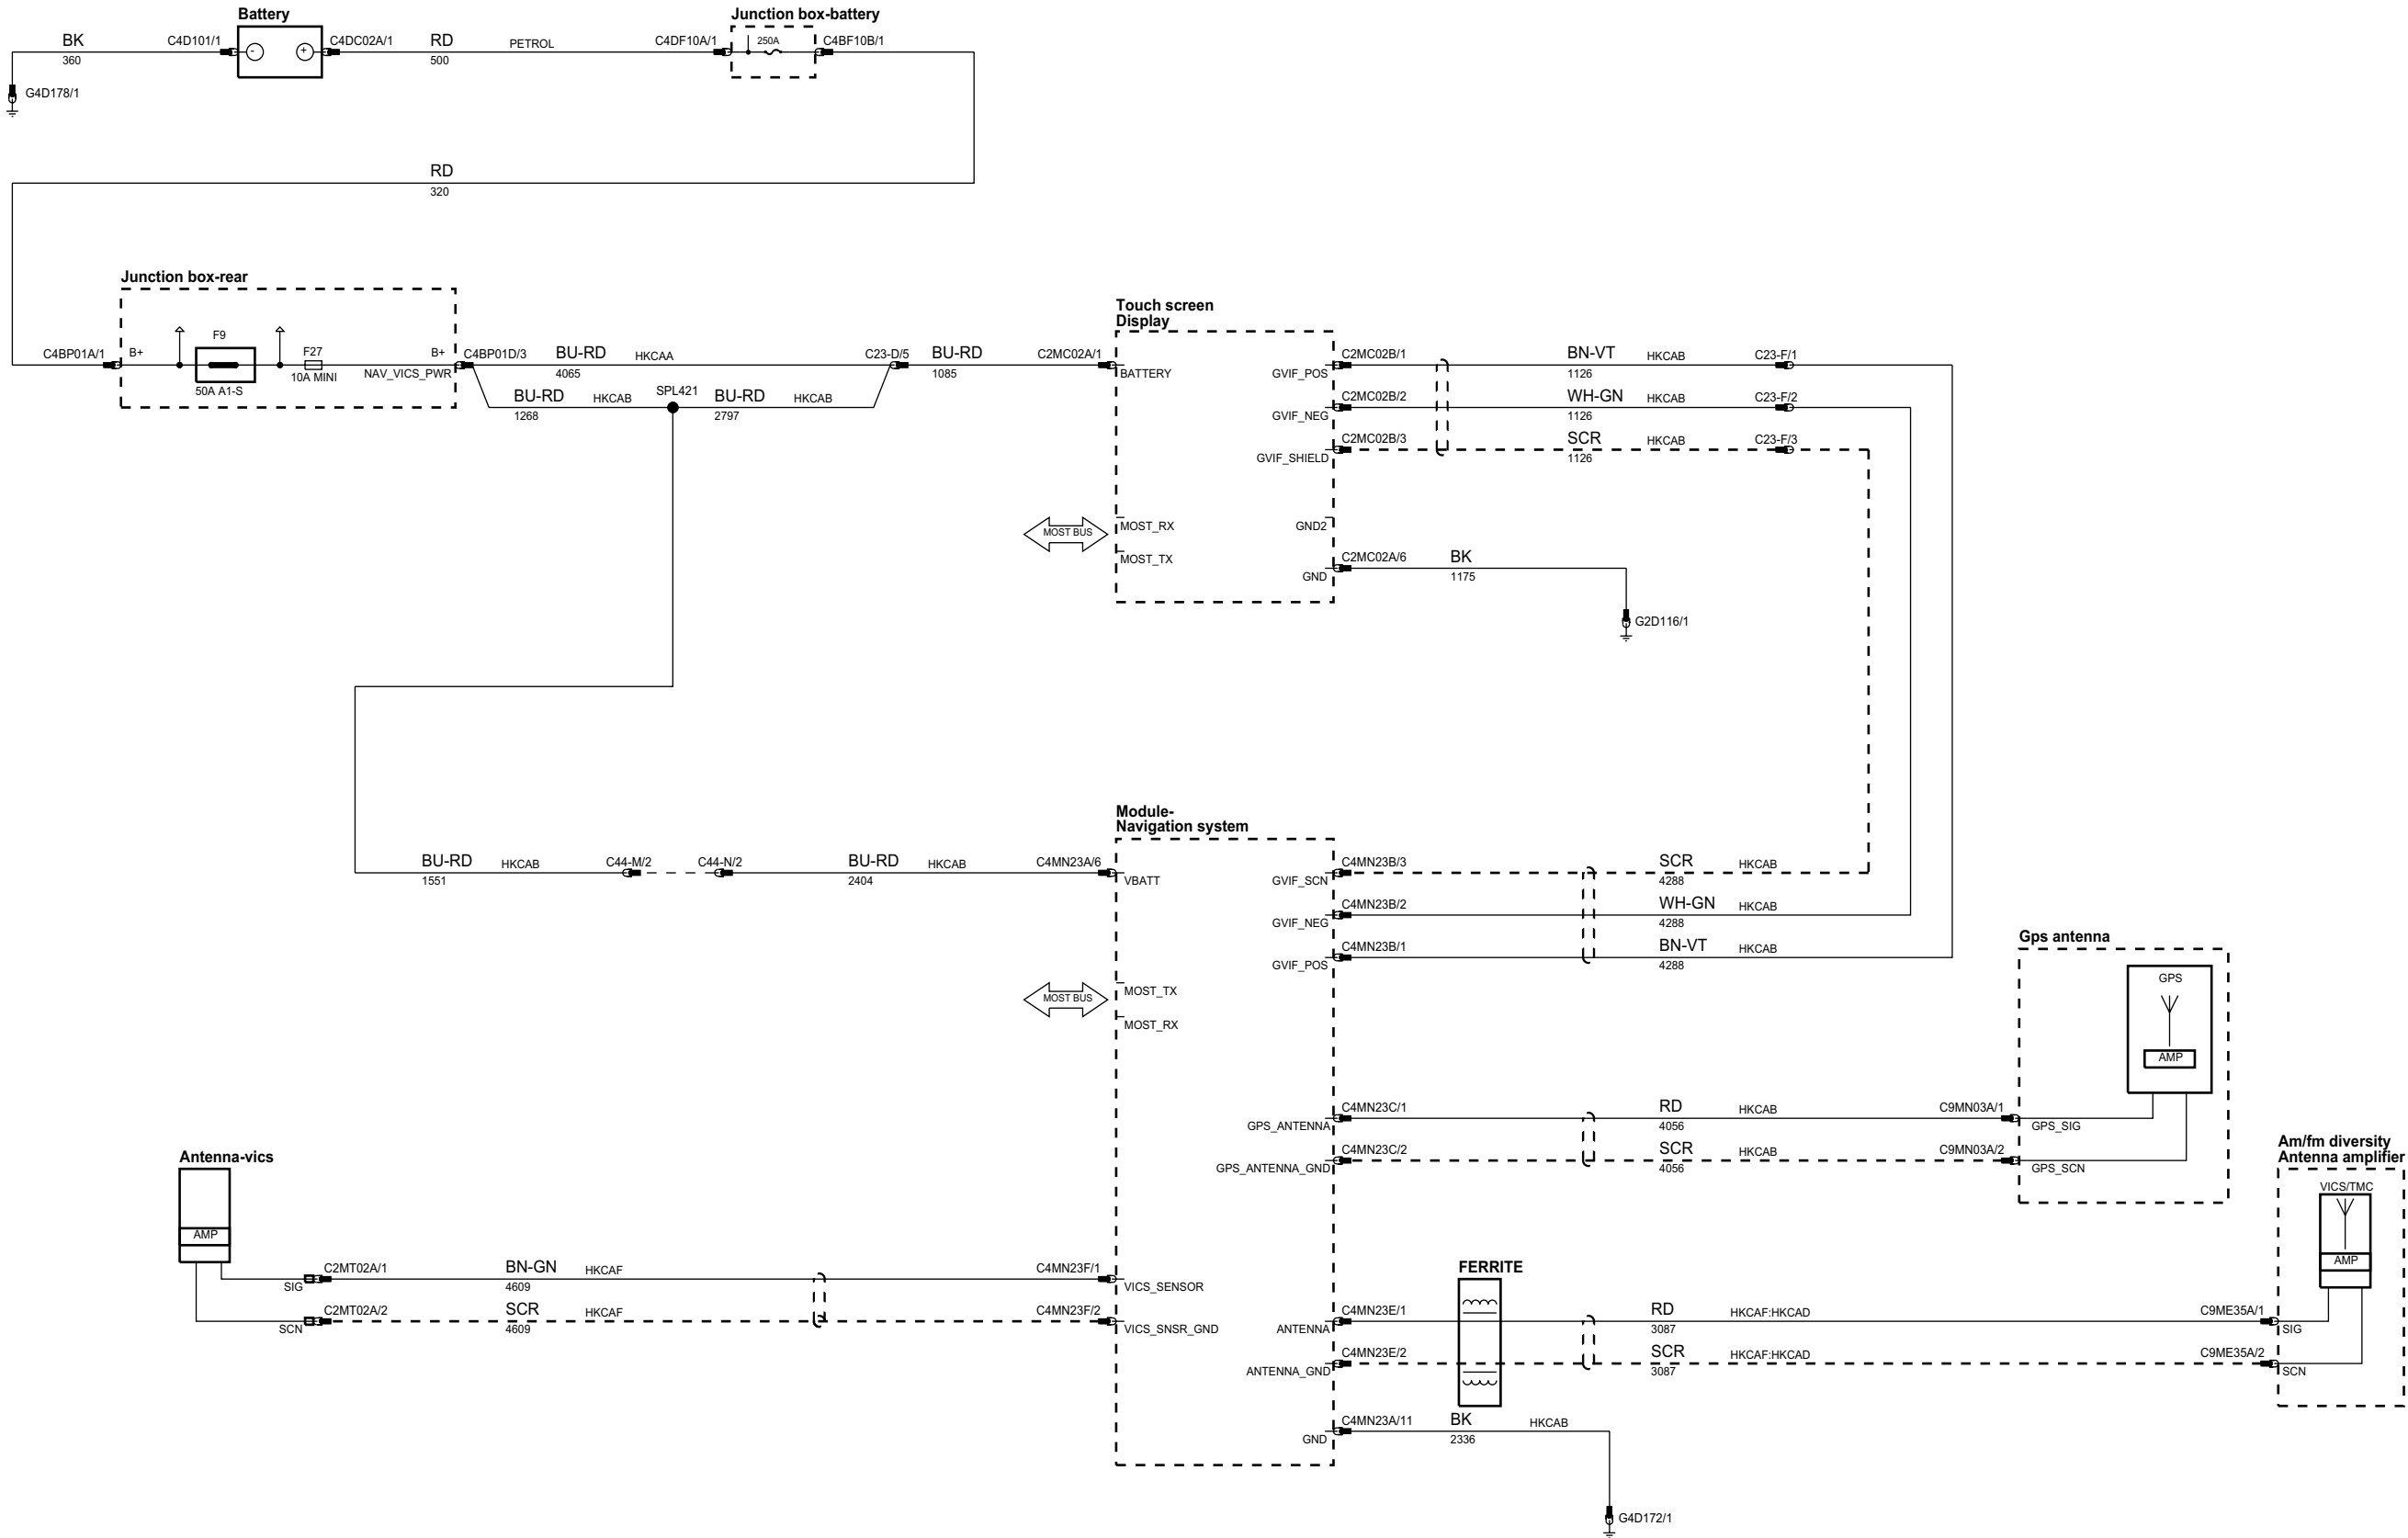 Battery
Junction box-battery
BK
360
C4D101/1
-
+
C4DC02A/1
RD
500
PETROL
C4DF10A/1
250A
C4BF10B/1
G4D178/1
RD
320
Junction box-rear
C4BP01A/1
B+
F9
50A A1-S
F27
10A MINI
B+
NAV_VICS_PWR
C4BP01D/3
BU-RD
4065
HKCAA
C23-D/5
BU-RD
1085
C2MC02A/1
BU-RD
1268
HKCAB
SPL421
BU-RD
2797
HKCAB
Touch screen
Display
BATTERY
GVIF_POS
GVIF_NEG
GVIF_SHIELD
MOST BUS
MOST_RX
MOST_TX
GND2
GND
C2MC02B/1
BN-VT
1126
HKCAB
C23-F/1
C2MC02B/2
WH-GN
1126
HKCAB
C23-F/2
C2MC02B/3
SCR
1126
HKCAB
C23-F/3
C2MC02A/6
BK
1175
G2D116/1
Module-
Navigation system
BU-RD
1551
HKCAB
C44-M/2
C44-N/2
BU-RD
2404
HKCAB
C4MN23A/6
VBATT
GVIF_SCN
GVIF_NEG
GVIF_POS
C4MN23B/3
SCR
4288
HKCAB
C4MN23B/2
WH-GN
4288
HKCAB
C4MN23B/1
BN-VT
4288
HKCAB
MOST BUS
MOST_TX
MOST_RX
Gps antenna
GPS
AMP
GPS_ANTENNA
C4MN23C/1
RD
4056
HKCAB
C9MN03A/1
GPS_SIG
GPS_ANTENNA_GND
C4MN23C/2
SCR
4056
HKCAB
C9MN03A/2
GPS_SCN
Am/fm diversity
Antenna amplifier
VICS/TMC
AMP
Antenna-vics
AMP
SIG
C2MT02A/1
BN-GN
4609
HKCAF
C4MN23F/1
VICS_SENSOR
SCN
C2MT02A/2
SCR
4609
HKCAF
C4MN23F/2
VICS_SNSR_GND
FERRITE
ANTENNA
C4MN23E/1
RD
3087
HKCAF:HKCAD
C9ME35A/1
SIG
ANTENNA_GND
C4MN23E/2
SCR
3087
HKCAF:HKCAD
C9ME35A/2
SCN
GND
C4MN23A/11
BK
2336
HKCAB
G4D172/1